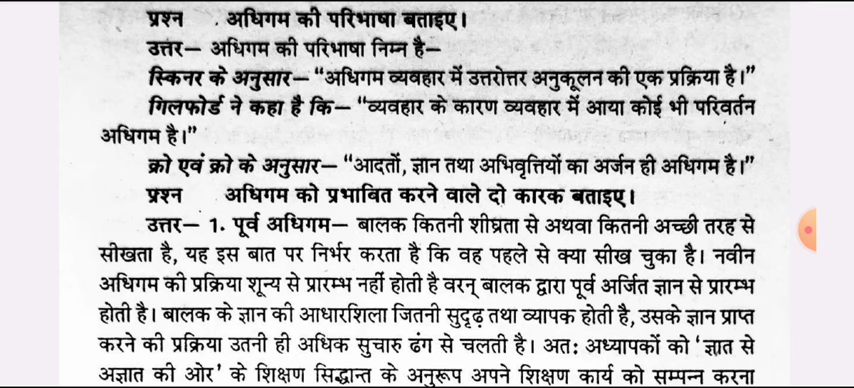 प्रश्न . अधिगम की परिभाषा बताइए।
उत्तर– अधिगम की परिभाषा निम्न है–
स्किनर के अनुसार– “अधिगम व्यवहार में उत्तरोत्तर अनुकूलन की एक प्रक्रिया है।”
गिलफोर्ड ने कहा है कि– “व्यवहार के कारण व्यवहार में आया कोई भी परिवर्तन
अधिगम है।”
क्रो एवं क्रो के अनुसार– “आदतों, ज्ञान तथा अभिवृत्तियों का अर्जन ही अधिगम है।”
प्रश्न अधिगम को प्रभावित करने वाले दो कारक बताइए।
उत्तर– 1. पूर्व अधिगम– बालक कितनी शीघ्रता से अथवा कितनी अच्छी तरह से
सीखता है, यह इस बात पर निर्भर करता है कि वह पहले से क्या सीख चुका है। नवीन
अधिगम की प्रक्रिया शून्य से प्रारम्भ नहीं होती है वरन् बालक द्वारा पूर्व अर्जित ज्ञान से प्रारम्भ
होती है। बालक के ज्ञान की आधारशिला जितनी सुदृढ़ तथा व्यापक होती है, उसके ज्ञान प्राप्त
करने की प्रक्रिया उतनी ही अधिक सुचारु ढंग से चलती है। अत: अध्यापकों को ‘ज्ञात से
अज्ञात की ओर’ के शिक्षण सिद्धान्त के अनुरूप अपने शिक्षण कार्य को सम्पन्न करना